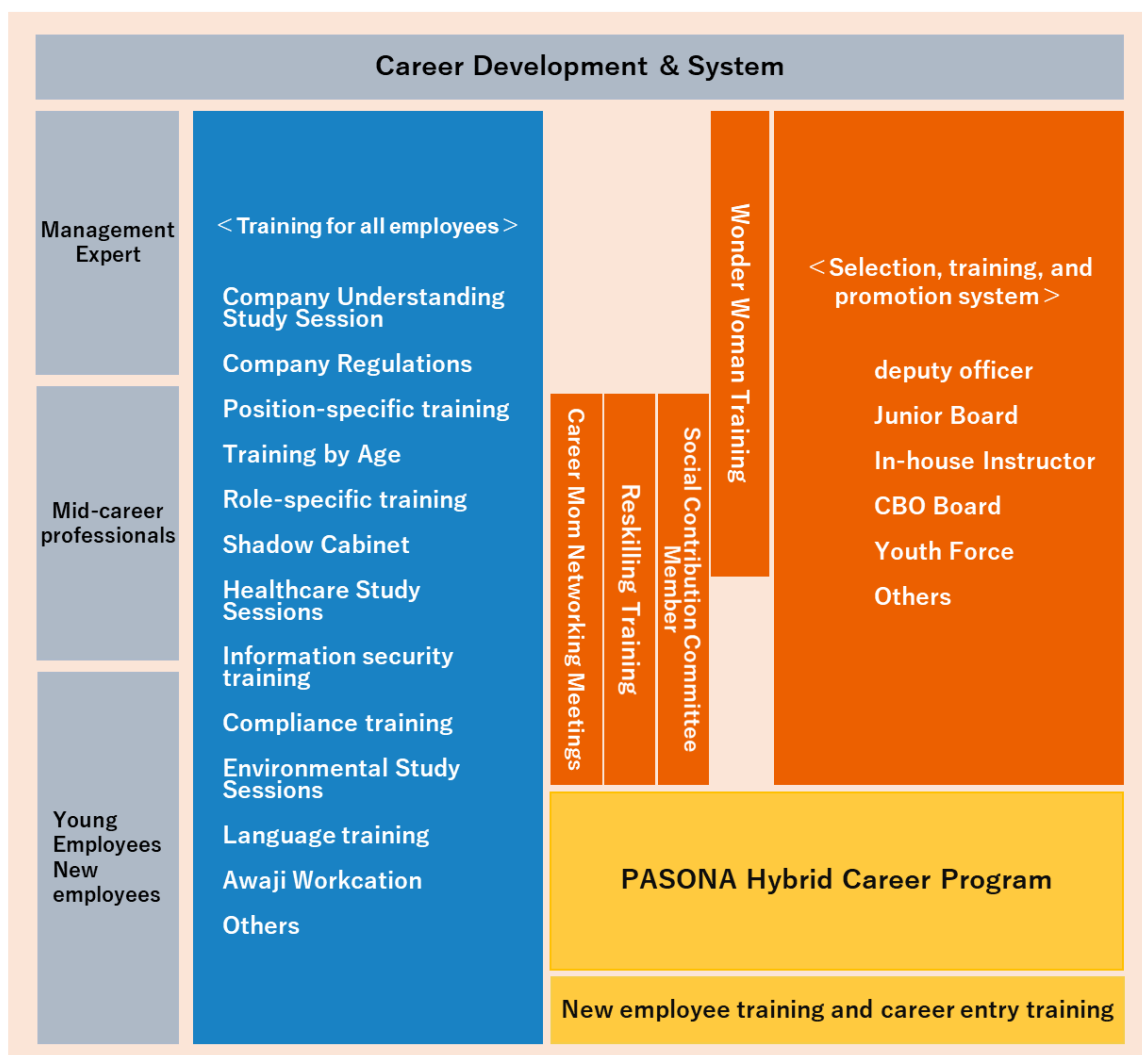 Career Development & System
Management
Expert
Mid-career
professionals
Young
Employees
New
employees
＜Training for all employees＞
Company Understanding
Study Session
Company Regulations
Position-specific training
Training by Age
Role-specific training
Shadow Cabinet
Healthcare Study
Sessions
Information security
training
Compliance training
Environmental Study
Sessions
Language training
Awaji Workcation
Others
Career Mom Networking Meetings
Reskilling Training
Social Contribution Committee
Member
Wonder Woman Training
＜Selection, training, and
promotion system＞
deputy officer
Junior Board
In-house Instructor
CBO Board
Youth Force
Others
PASONA Hybrid Career Program
New employee training and career entry training